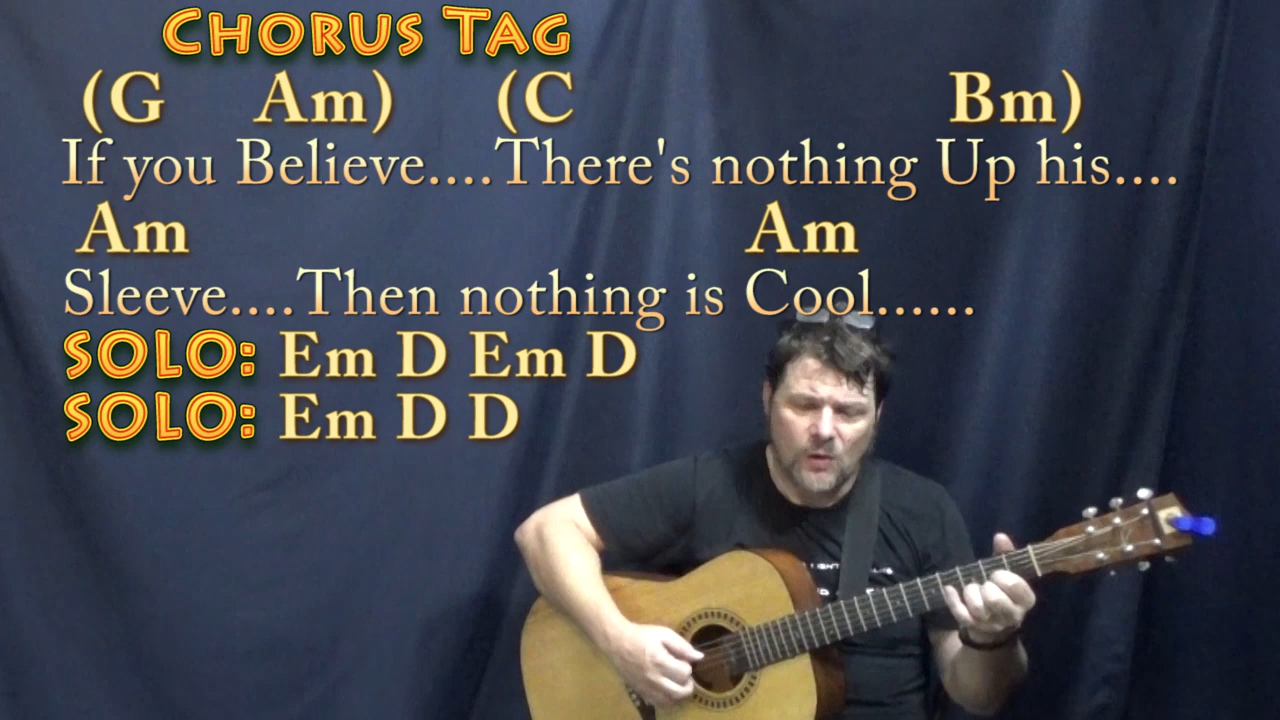 CHORUS TAG
(G Am) (C Bm)
If you Believe....There's nothing Up his....
Am Am
Sleeve....Then nothing is Cool......
SOLO: Em D Em D
SOLO: Em D D